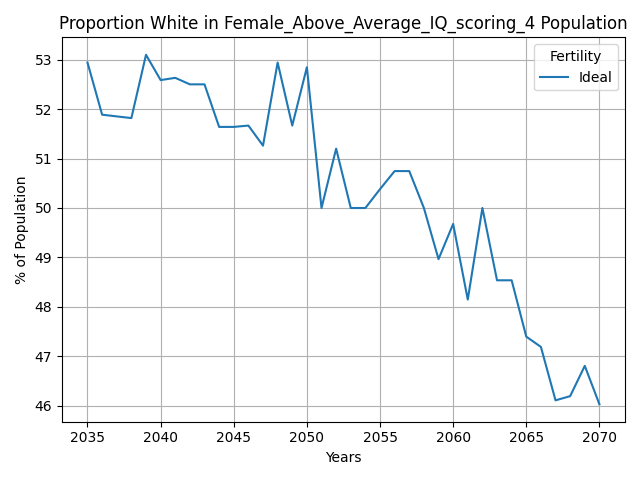 Proportion White in Female_Above_Average_IQ_scoring_4 Population
Fertility
Ideal
% of Population
53
52
51
50
49
48
47
46
2035 2040 2045 2050 2055 2060 2065 2070
Years